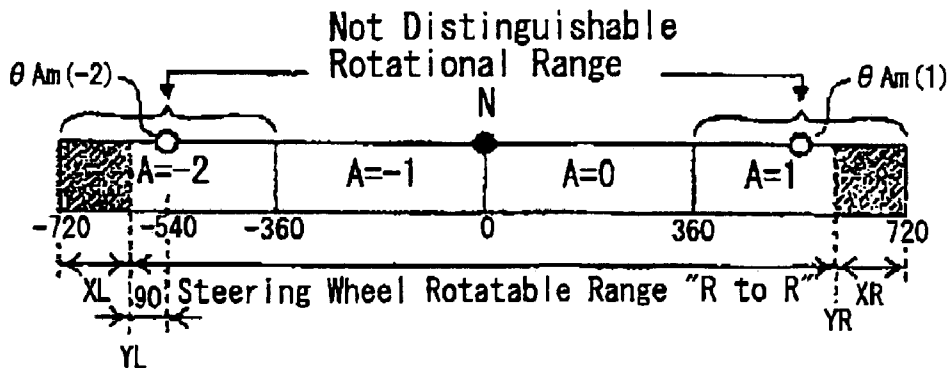 Not Distinguishable
Rotational Range
θAm(-2)
θAm(1)
N
A=-2 A=-1 A=0 A=1
-720 -540 -360 0 360 720
XL 90 Steering Wheel Rotatable Range "R to R" XR
YL YR